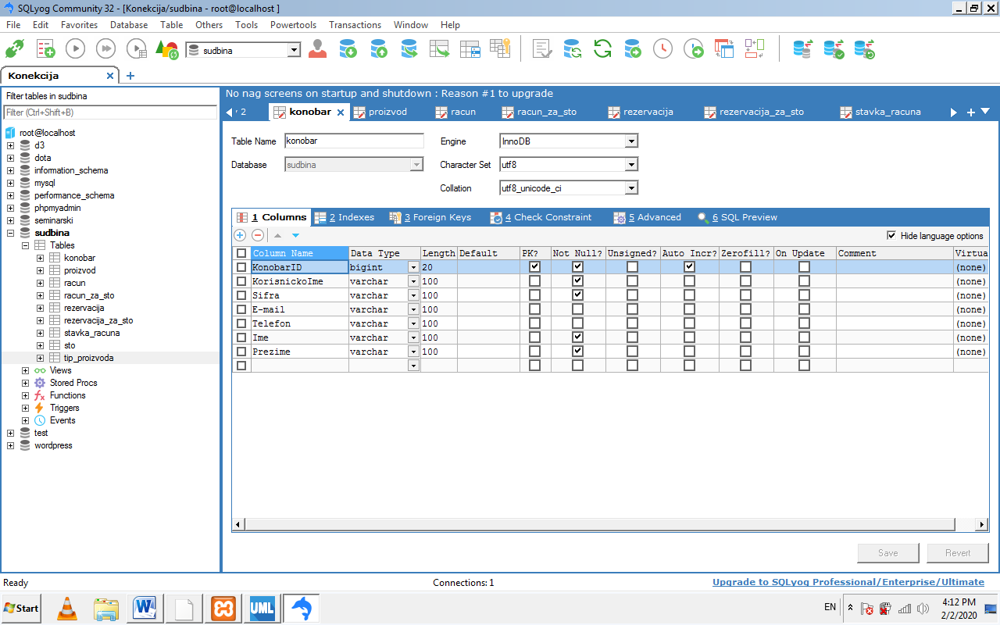 SQLyog Community 32 - [Konekcija/sudbina - root@localhost ]
File Edit Favorites Database Table Others Tools Powertools Transactions Window Help
sudbina
Konekcija
Filter tables in sudbina
Filter (Ctrl+Shift+B)
root@localhost
d3
dota
information_schema
mysql
performance_schema
phpmyadmin
seminarski
sudbina
Tables
konobar
proizvod
racun
racun_za_sto
rezervacija
rezervacija_za_sto
stavka_racuna
sto
tip_proizvoda
Views
Stored Procs
Functions
Triggers
Events
test
wordpress
No nag screens on startup and shutdown : Reason #1 to upgrade
2 konobar proizvod racun racun_za_sto rezervacija rezervacija_za_sto stavka_racuna
Table Name konobar Engine InnoDB
Database sudbina Character Set utf8
Collation utf8_unicode_ci
1 Columns 2 Indexes 3 Foreign Keys 4 Check Constraint 5 Advanced 6 SQL Preview
Hide language options
Column Name Data Type Length Default PK? Not Null? Unsigned? Auto Incr? Zerofill? On Update Comment Virtua
KonobarID bigint 20 (none)
KorisnickoIme varchar 100 (none)
Sifra varchar 100 (none)
E-mail varchar 100 (none)
Telefon varchar 100 (none)
Ime varchar 100 (none)
Prezime varchar 100 (none)
Save Revert
Ready Connections: 1 Upgrade to SQLyog Professional/Enterprise/Ultimate
Start W UML EN 4:12 PM
2/2/2020